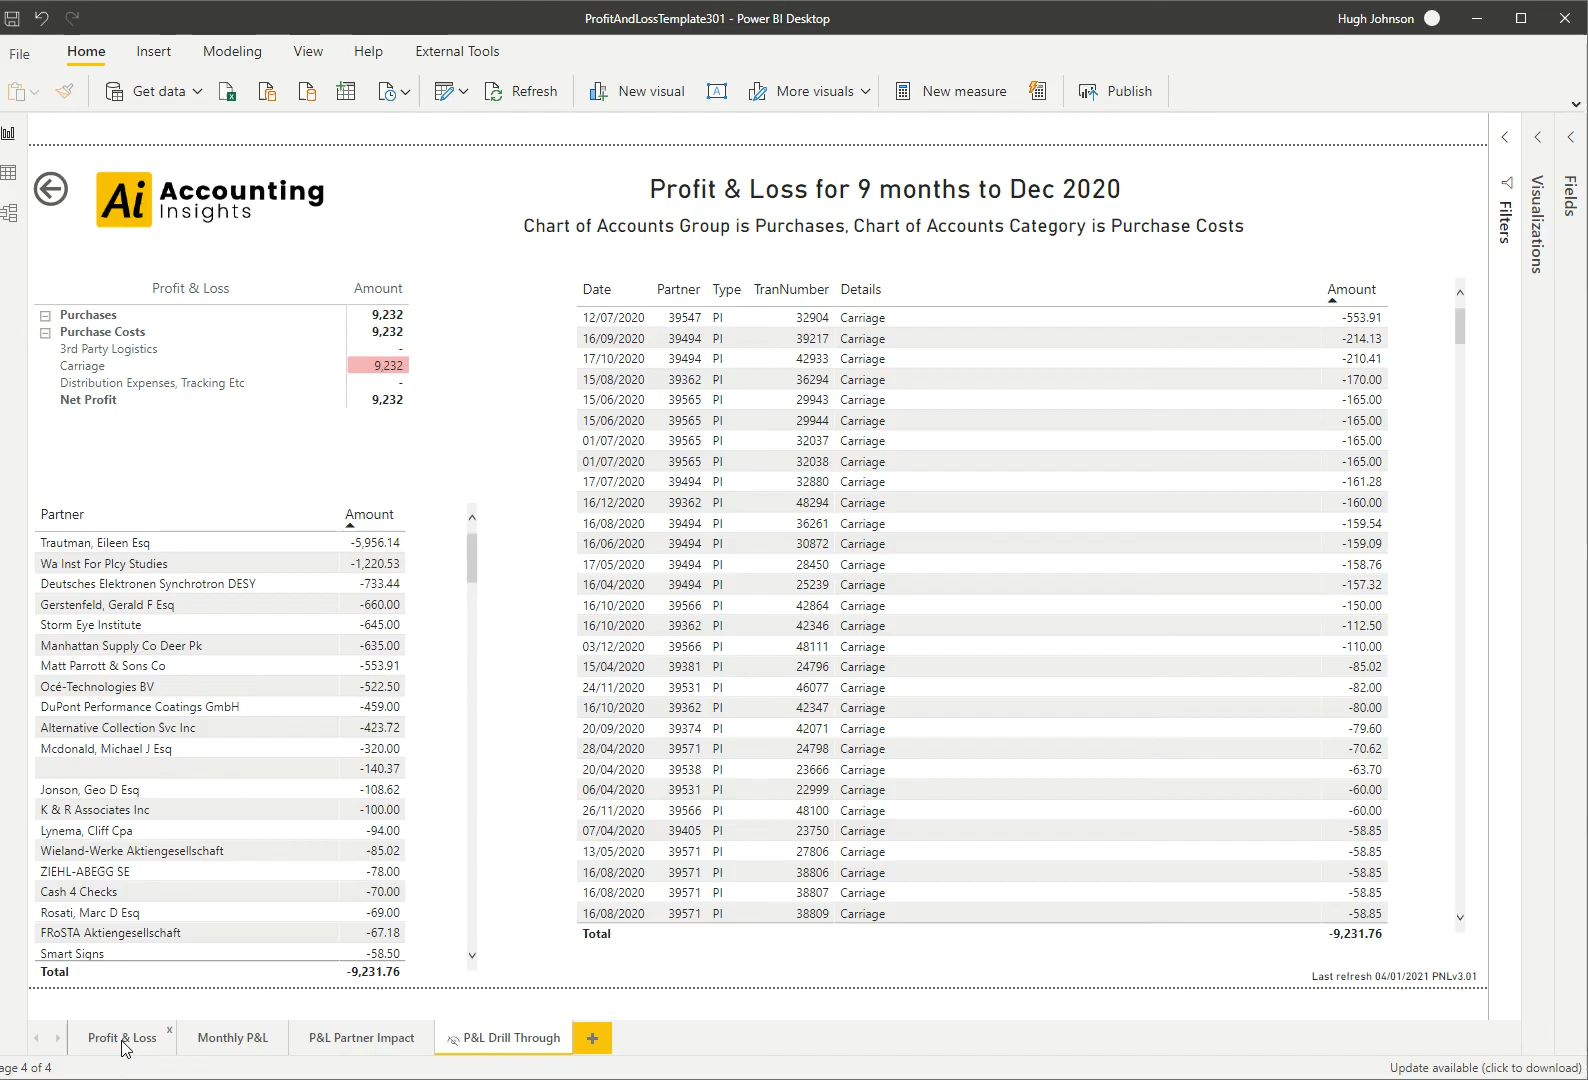 ProfitAndLossTemplate301 - Power BI Desktop
Hugh Johnson
File Home Insert Modeling View Help External Tools
Get data Refresh New visual More visuals New measure Publish
Ai Accounting Insights
Profit & Loss for 9 months to Dec 2020
Chart of Accounts Group is Purchases, Chart of Accounts Category is Purchase Costs
Filters
Visualizations
Fields
Profit & Loss Amount
Purchases 9,232
Purchase Costs 9,232
3rd Party Logistics -
Carriage 9,232
Distribution Expenses, Tracking Etc -
Net Profit 9,232
Partner Amount
Trautman, Eileen Esq -5,956.14
Wa Inst For Plcy Studies -1,220.53
Deutsches Elektronen Synchrotron DESY -733.44
Gerstenfeld, Gerald F Esq -660.00
Storm Eye Institute -645.00
Manhattan Supply Co Deer Pk -635.00
Matt Parrott & Sons Co -553.91
Océ-Technologies BV -522.50
DuPont Performance Coatings GmbH -459.00
Alternative Collection Svc Inc -423.72
Mcdonald, Michael J Esq -320.00
-140.37
Jonson, Geo D Esq -108.62
K & R Associates Inc -100.00
Lynema, Cliff Cpa -94.00
Wieland-Werke Aktiengesellschaft -85.02
ZIEHL-ABEGG SE -78.00
Cash 4 Checks -70.00
Rosati, Marc D Esq -69.00
FRoSTA Aktiengesellschaft -67.18
Smart Signs -58.50
Total -9,231.76
Date Partner Type TranNumber Details Amount
12/07/2020 39547 PI 32904 Carriage -553.91
16/09/2020 39494 PI 39217 Carriage -214.13
17/10/2020 39494 PI 42933 Carriage -210.41
15/08/2020 39362 PI 36294 Carriage -170.00
15/06/2020 39565 PI 29943 Carriage -165.00
15/06/2020 39565 PI 29944 Carriage -165.00
01/07/2020 39565 PI 32037 Carriage -165.00
01/07/2020 39565 PI 32038 Carriage -165.00
17/07/2020 39494 PI 32880 Carriage -161.28
16/12/2020 39362 PI 48294 Carriage -160.00
16/08/2020 39494 PI 36261 Carriage -159.54
16/06/2020 39494 PI 30872 Carriage -159.09
17/05/2020 39494 PI 28450 Carriage -158.76
16/04/2020 39494 PI 25239 Carriage -157.32
16/10/2020 39566 PI 42864 Carriage -150.00
16/10/2020 39362 PI 42346 Carriage -112.50
03/12/2020 39566 PI 48111 Carriage -110.00
15/04/2020 39381 PI 24796 Carriage -85.02
24/11/2020 39531 PI 46077 Carriage -82.00
16/10/2020 39362 PI 42347 Carriage -80.00
20/09/2020 39374 PI 42071 Carriage -79.60
28/04/2020 39571 PI 24798 Carriage -70.62
20/04/2020 39538 PI 23666 Carriage -63.70
06/04/2020 39531 PI 22999 Carriage -60.00
26/11/2020 39566 PI 48100 Carriage -60.00
07/04/2020 39405 PI 23750 Carriage -58.85
13/05/2020 39571 PI 27806 Carriage -58.85
16/08/2020 39571 PI 38806 Carriage -58.85
16/08/2020 39571 PI 38807 Carriage -58.85
16/08/2020 39571 PI 38809 Carriage -58.85
Total -9,231.76
Last refresh 04/01/2021 PNLv3.01
Profit & Loss x Monthly P&L P&L Partner Impact P&L Drill Through +
age 4 of 4
Update available (click to download)